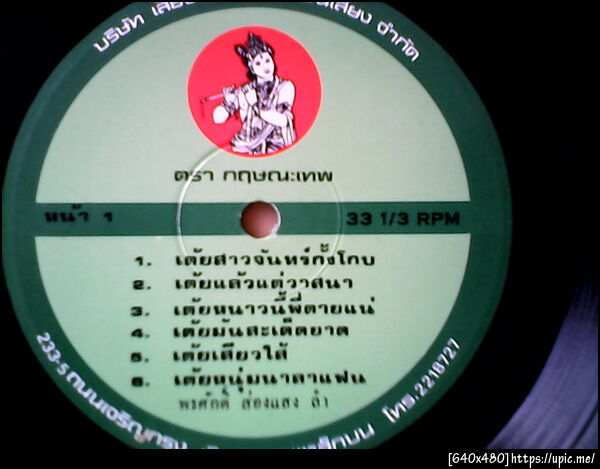 บริษัท เสียง จำกัด
ตรา กฤษณะเทพ
หน้า 1
33 1/3 RPM
1. เต้ยสาวจันทร์กั้งโกบ
2. เต้ยแล้วแต่วาสนา
3. เต้ยหนาวนี้พี่ตายแน่
4. เต้ยมันสะเด็ดยาด
5. เต้ยเสียวไส้
6. เต้ยหนุ่มนาลาแฟน
พรศักดิ์ ส่องแสง ลำ
233-5 ถนนเจริญกรุง โทร.2218727
[640x480]https://upic.me/